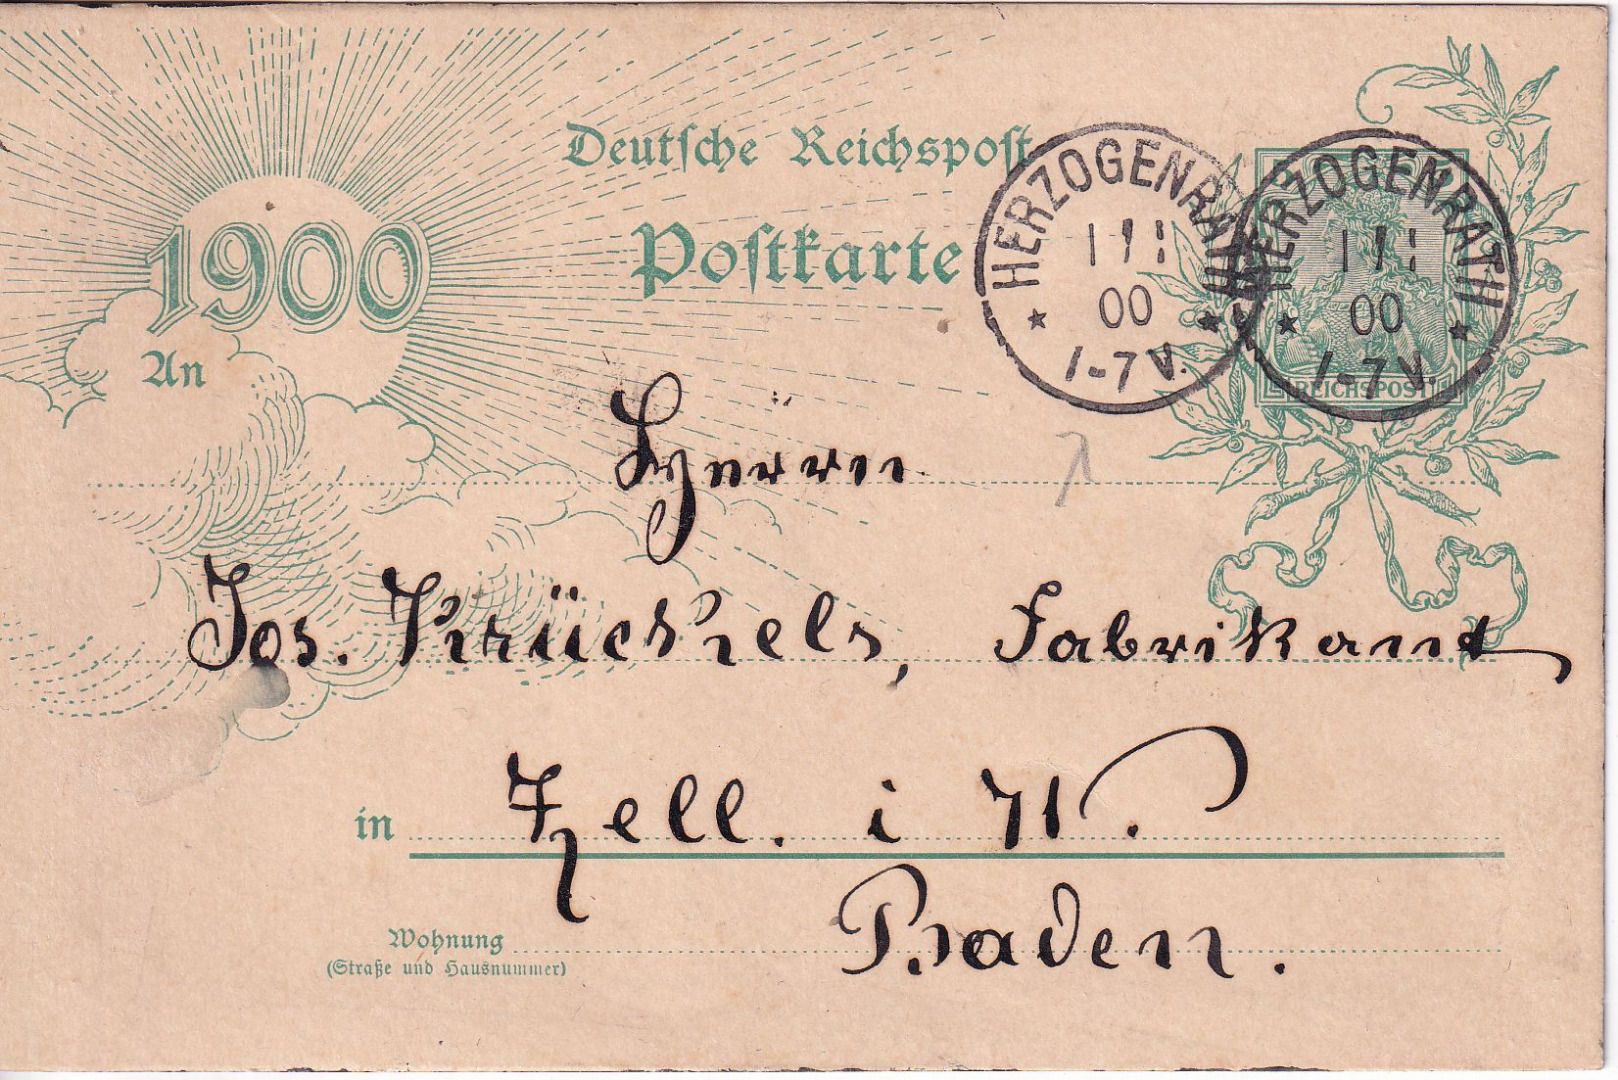 Deutsche Reichspost
Postkarte
1900
HERZOGENRATH
1 1 1
00
1-7 V.
HERZOGENRATH
1 1 1
00
1-7 V.
REICHSPOST
An
Herrn
Jos. Krückels, Fabrikant
in Zell. i W.
Baden.
Wohnung
(Straße und Hausnummer)